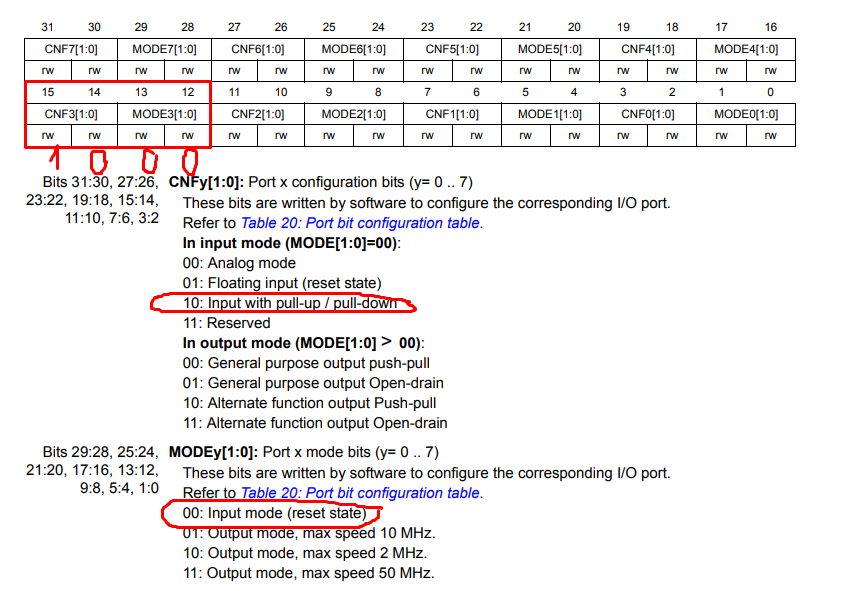 31 30 29 28 27 26 25 24 23 22 21 20 19 18 17 16
CNF7[1:0] MODE7[1:0] CNF6[1:0] MODE6[1:0] CNF5[1:0] MODE5[1:0] CNF4[1:0] MODE4[1:0]
rw rw rw rw rw rw rw rw rw rw rw rw rw rw rw rw
15 14 13 12 11 10 9 8 7 6 5 4 3 2 1 0
CNF3[1:0] MODE3[1:0] CNF2[1:0] MODE2[1:0] CNF1[1:0] MODE1[1:0] CNF0[1:0] MODE0[1:0]
rw rw rw rw rw rw rw rw rw rw rw rw rw rw rw rw
1 0 0 0
Bits 31:30, 27:26, CNFy[1:0]: Port x configuration bits (y= 0 .. 7)
23:22, 19:18, 15:14, These bits are written by software to configure the corresponding I/O port.
11:10, 7:6, 3:2 Refer to Table 20: Port bit configuration table.
In input mode (MODE[1:0]=00):
00: Analog mode
01: Floating input (reset state)
10: Input with pull-up / pull-down
11: Reserved
In output mode (MODE[1:0] > 00):
00: General purpose output push-pull
01: General purpose output Open-drain
10: Alternate function output Push-pull
11: Alternate function output Open-drain
Bits 29:28, 25:24, MODEy[1:0]: Port x mode bits (y= 0 .. 7)
21:20, 17:16, 13:12, These bits are written by software to configure the corresponding I/O port.
9:8, 5:4, 1:0 Refer to Table 20: Port bit configuration table.
00: Input mode (reset state)
01: Output mode, max speed 10 MHz.
10: Output mode, max speed 2 MHz.
11: Output mode, max speed 50 MHz.